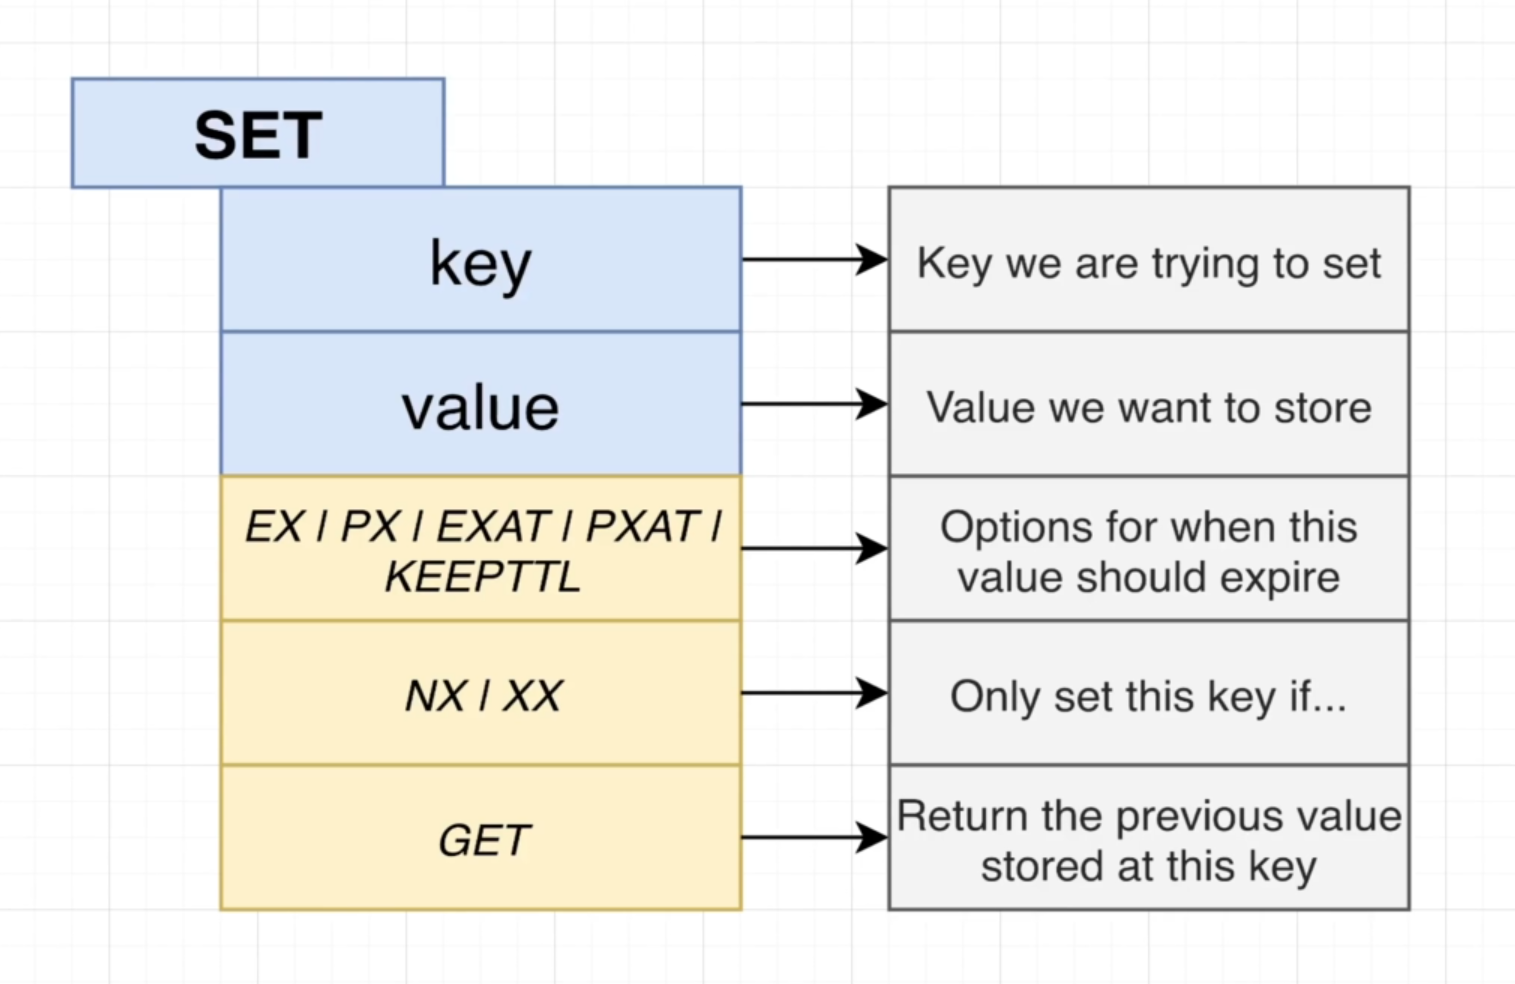 SET
key
Key we are trying to set
value
Value we want to store
EX | PX | EXAT | PXAT |
KEEPTTL
Options for when this
value should expire
NX | XX
Only set this key if...
GET
Return the previous value
stored at this key